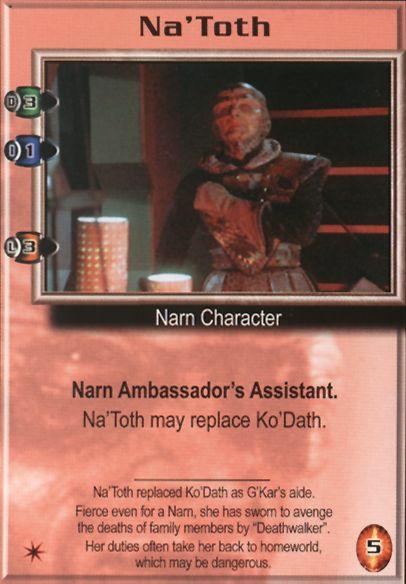 Na'Toth
D 3
D 1
L 3
Narn Character
Narn Ambassador's Assistant.
Na'Toth may replace Ko'Dath.
Na'Toth replaced Ko'Dath as G'Kar's aide.
Fierce even for a Narn, she has sworn to avenge
the deaths of family members by “Deathwalker”.
Her duties often take her back to homeworld,
which may be dangerous.
5